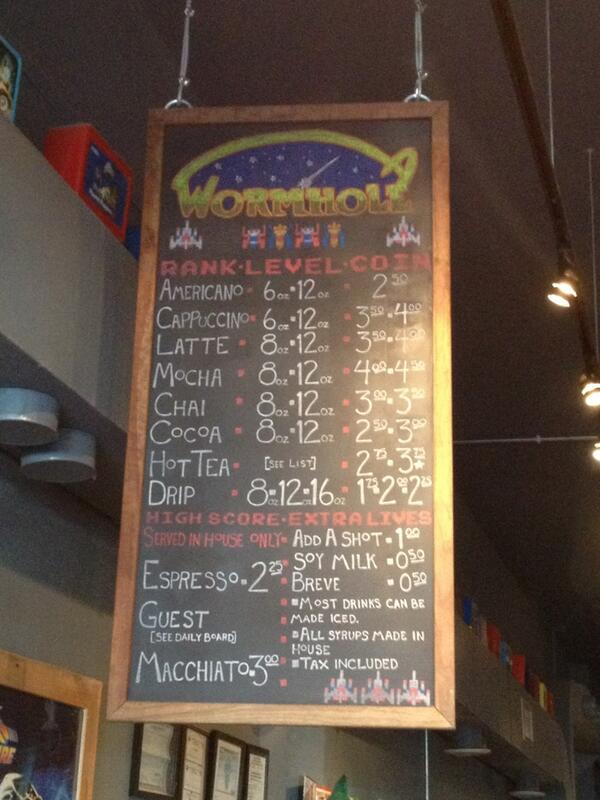 WORMHOLE
RANK·LEVEL·COIN
AMERICANO 6oz 12oz 2 50
CAPPUCCINO 6oz 12oz 3 50 4 00
LATTE 8oz 12oz 3 50 4 00
MOCHA 8oz 12oz 4 00 4 50
CHAI 8oz 12oz 3 00 3 50
COCOA 8oz 12oz 2 50 3 00
HOT TEA [SEE LIST] 2 75 3
DRIP 8oz 12oz 16oz 1 75 2 00 2 25
HIGH SCORE·EXTRA LIVES
SERVED IN HOUSE ONLY
ESPRESSO 2 25
GUEST
[SEE DAILY BOARD]
MACCHIATO 3 00
ADD A SHOT 1 00
SOY MILK 0 50
BREVE 0 50
MOST DRINKS CAN BE
MADE ICED.
ALL SYRUPS MADE IN
HOUSE
TAX INCLUDED